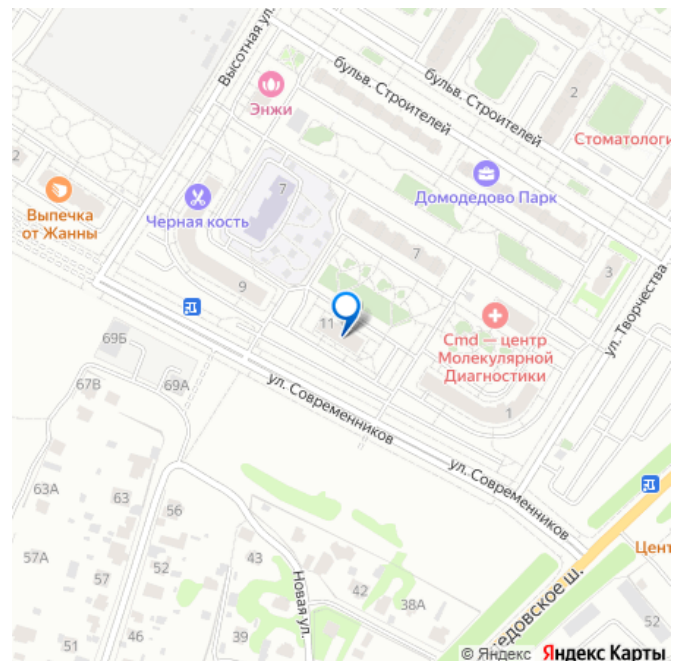 Высотная ул.
бульв. Строителей
бульв. Строителей
2
Энжи
Стоматологи
2
Выпечка
от Жанны
Черная кость
7
Домодедово Парк
7
3
9
11
ул. Творчества
Cmd — центр
Молекулярной
Диагностики
69Б
67В
69А
1
ул. Современников
ул. Современников
63А
63
56
57А
57
52
43
Новая ул.
42
38А
Цент
едовское ш.
52
51
46
39
© Яндекс Яндекс Карты